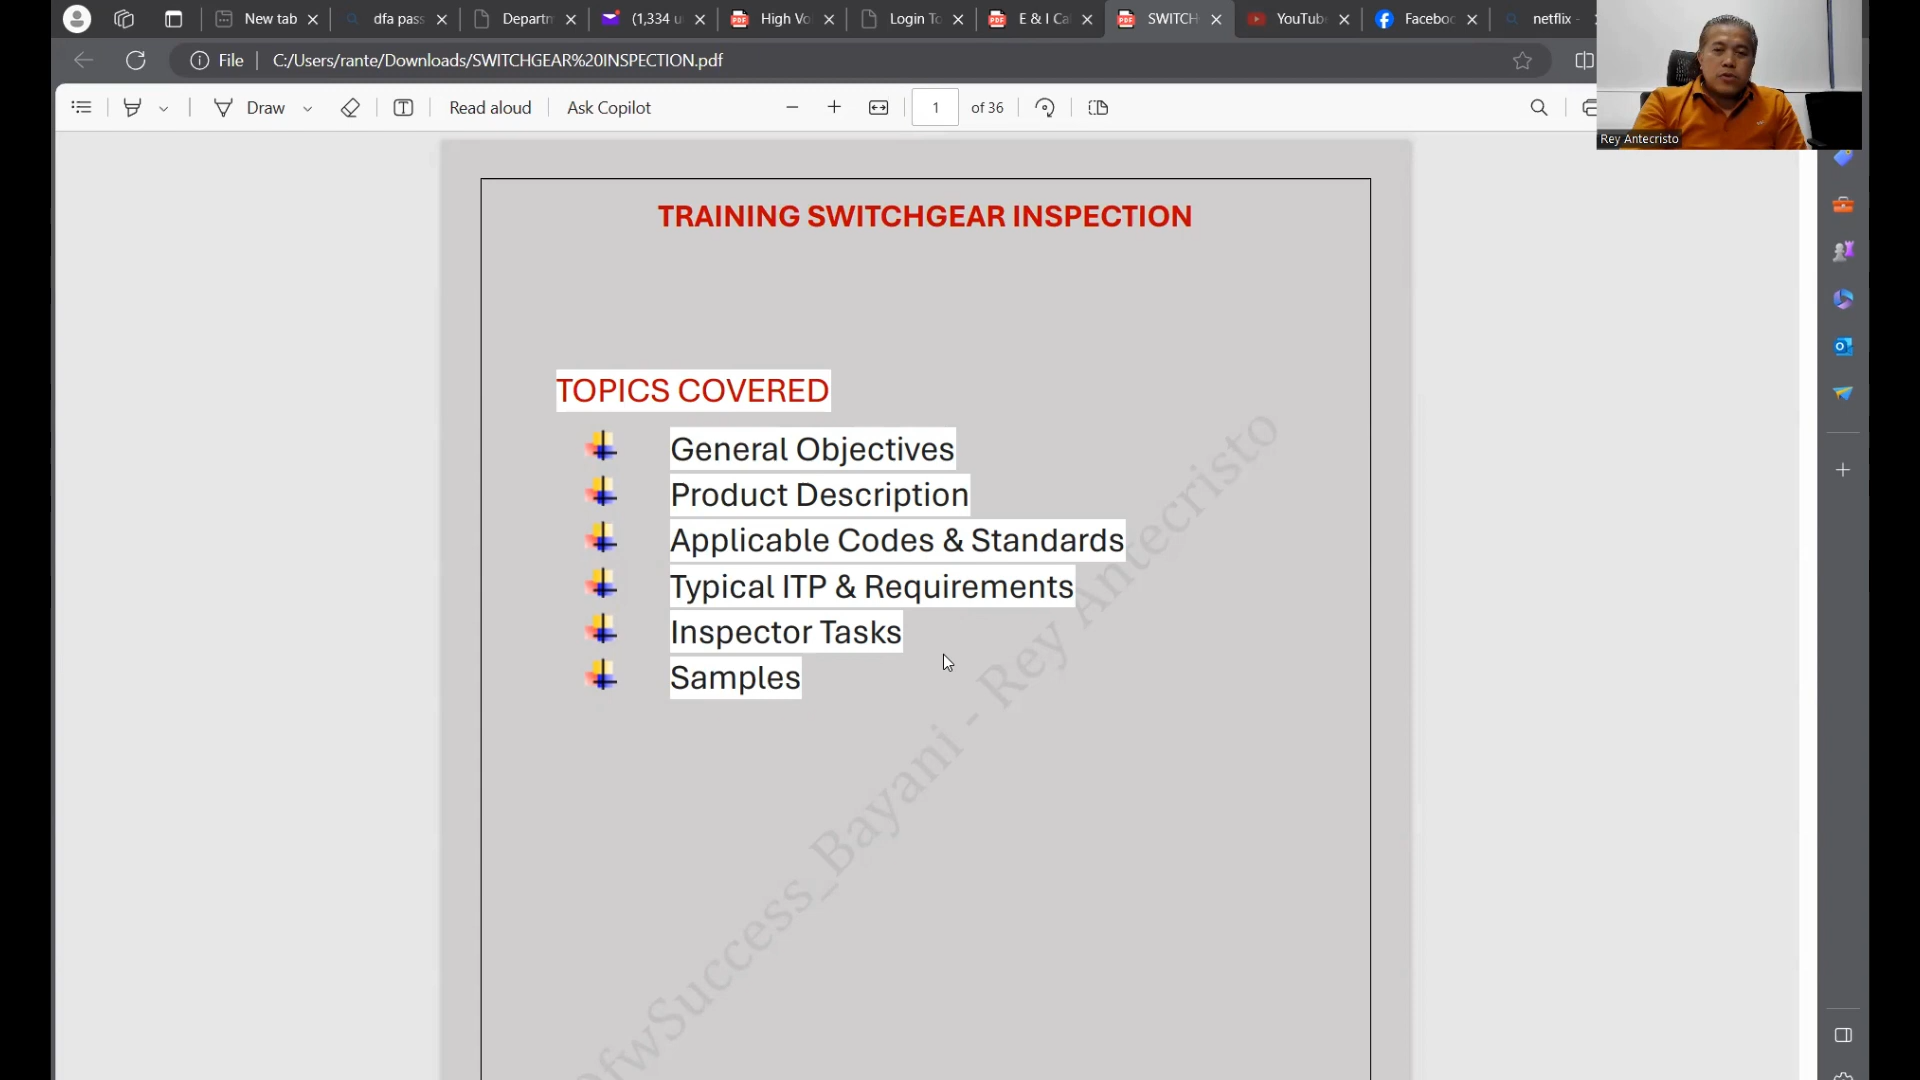 New tab
dfa pass
Departm
(1,334 u
High Vo
Login To
E & I Ca
SWITCH
YouTub
Faceboo
netflix -
File
C:/Users/rante/Downloads/SWITCHGEAR%20INSPECTION.pdf
Draw
Read aloud
Ask Copilot
1
of 36
Rey Antecristo
TRAINING SWITCHGEAR INSPECTION
TOPICS COVERED
General Objectives
Product Description
Applicable Codes & Standards
Typical ITP & Requirements
Inspector Tasks
Samples
OfwSuccess_Bayani - Rey Antecristo